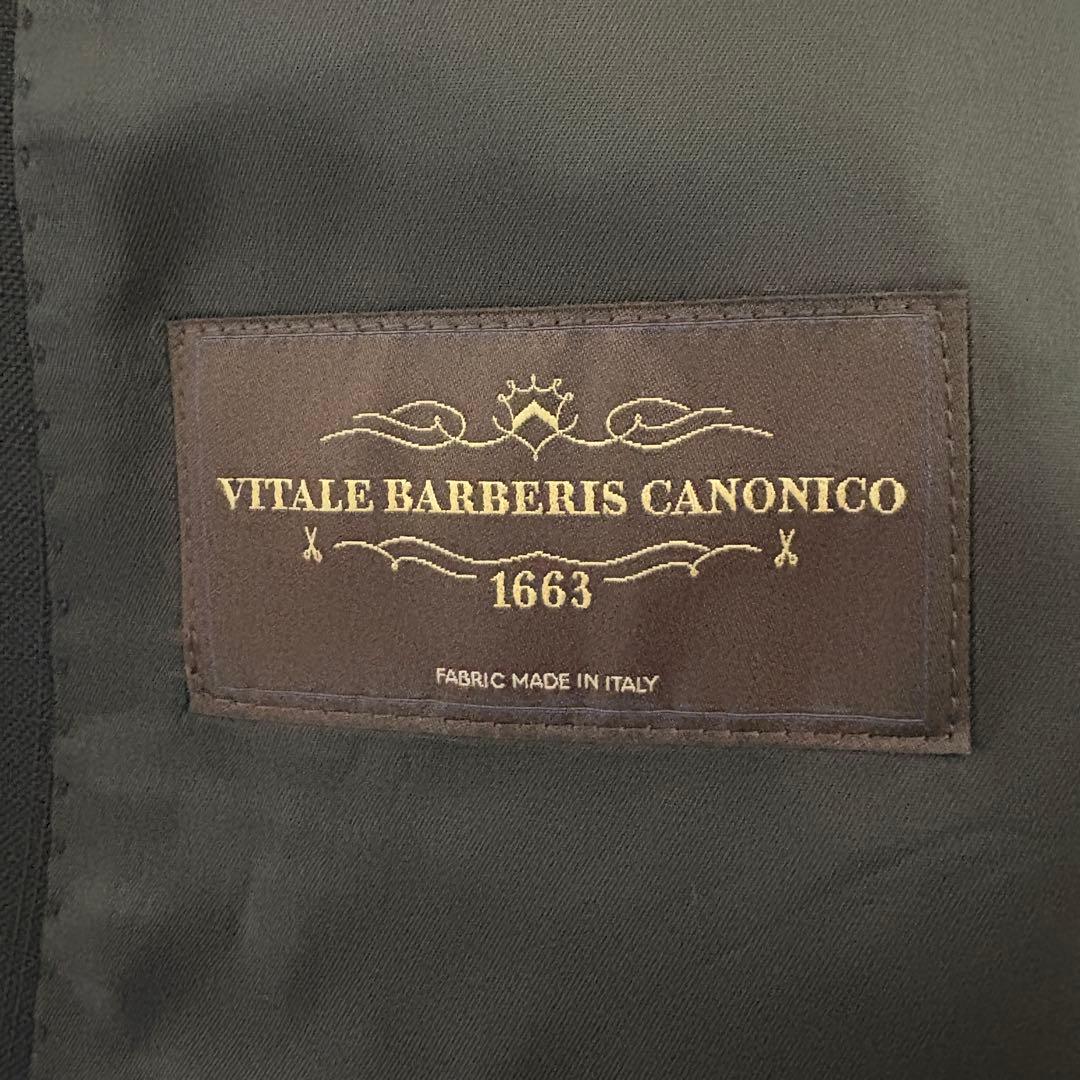 VITALE BARBERIS CANONICO
1663
FABRIC MADE IN ITALY